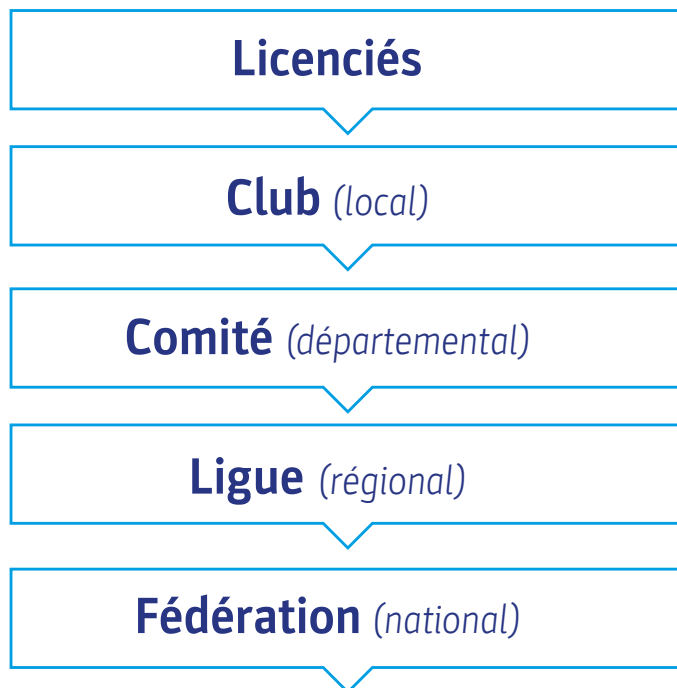 Licenciés
Club (local)
Comité (départemental)
Ligue (régional)
Fédération (national)